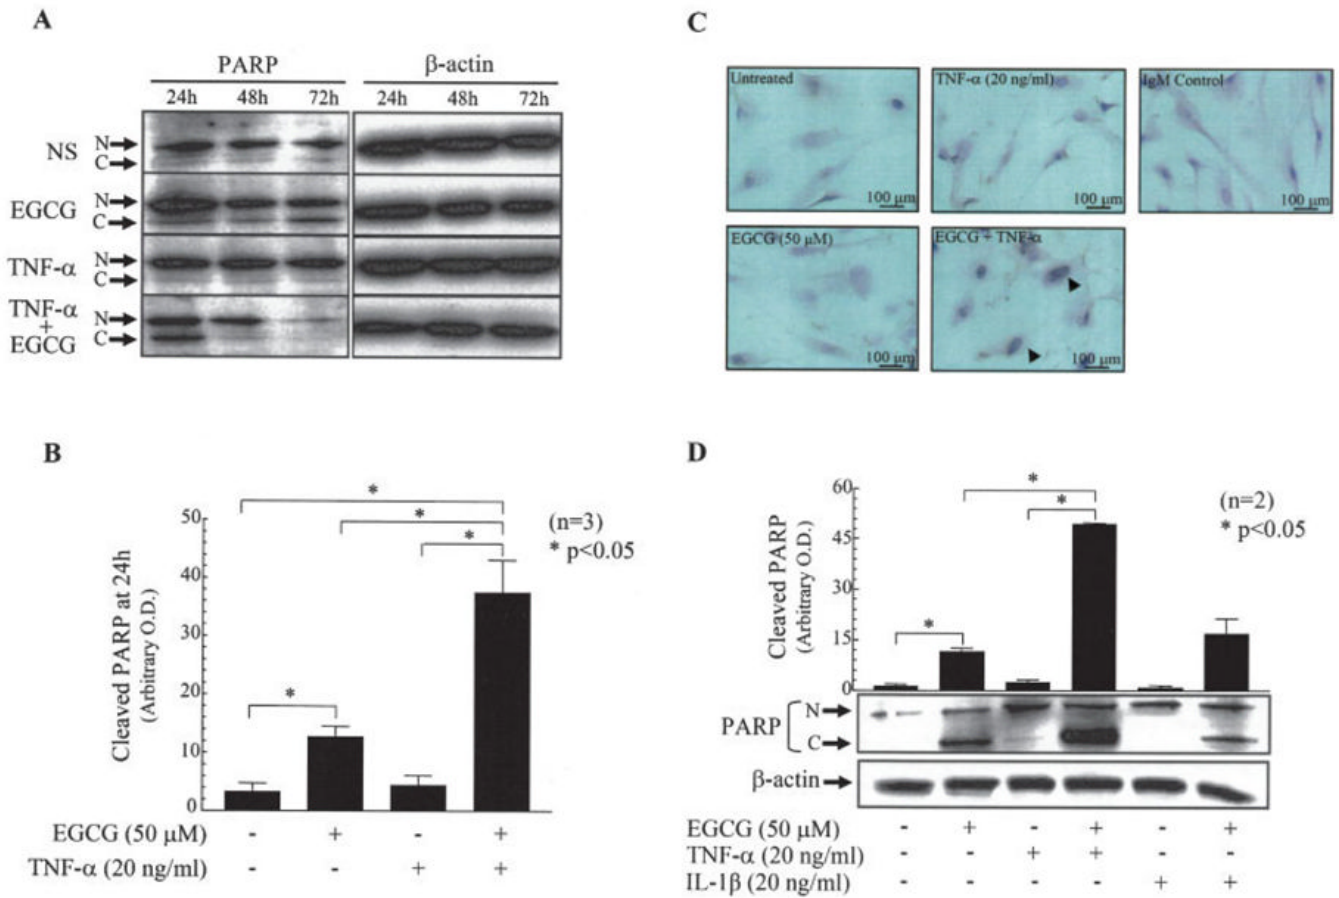 A
PARP
β-actin
24h 48h 72h 24h 48h 72h
NS N C
EGCG N C
TNF-α N C
TNF-α
+
EGCG
N C
B
*
*
*
*
(n=3)
* p<0.05
Cleaved PARP at 24h
(Arbitrary O.D.)
50
40
30
20
10
0
EGCG (50 µM) - + - +
TNF-α (20 ng/ml) - - + +
C
Untreated
100 µm
TNF-α (20 ng/ml)
100 µm
IgM Control
100 µm
EGCG (50 µM)
100 µm
EGCG + TNF-α
100 µm
D
*
*
*
(n=2)
* p<0.05
Cleaved PARP
(Arbitrary O.D.)
60
45
30
15
0
PARP N C
β-actin
EGCG (50 µM) - + - + - +
TNF-α (20 ng/ml) - - + + - -
IL-1β (20 ng/ml) - - - - + +